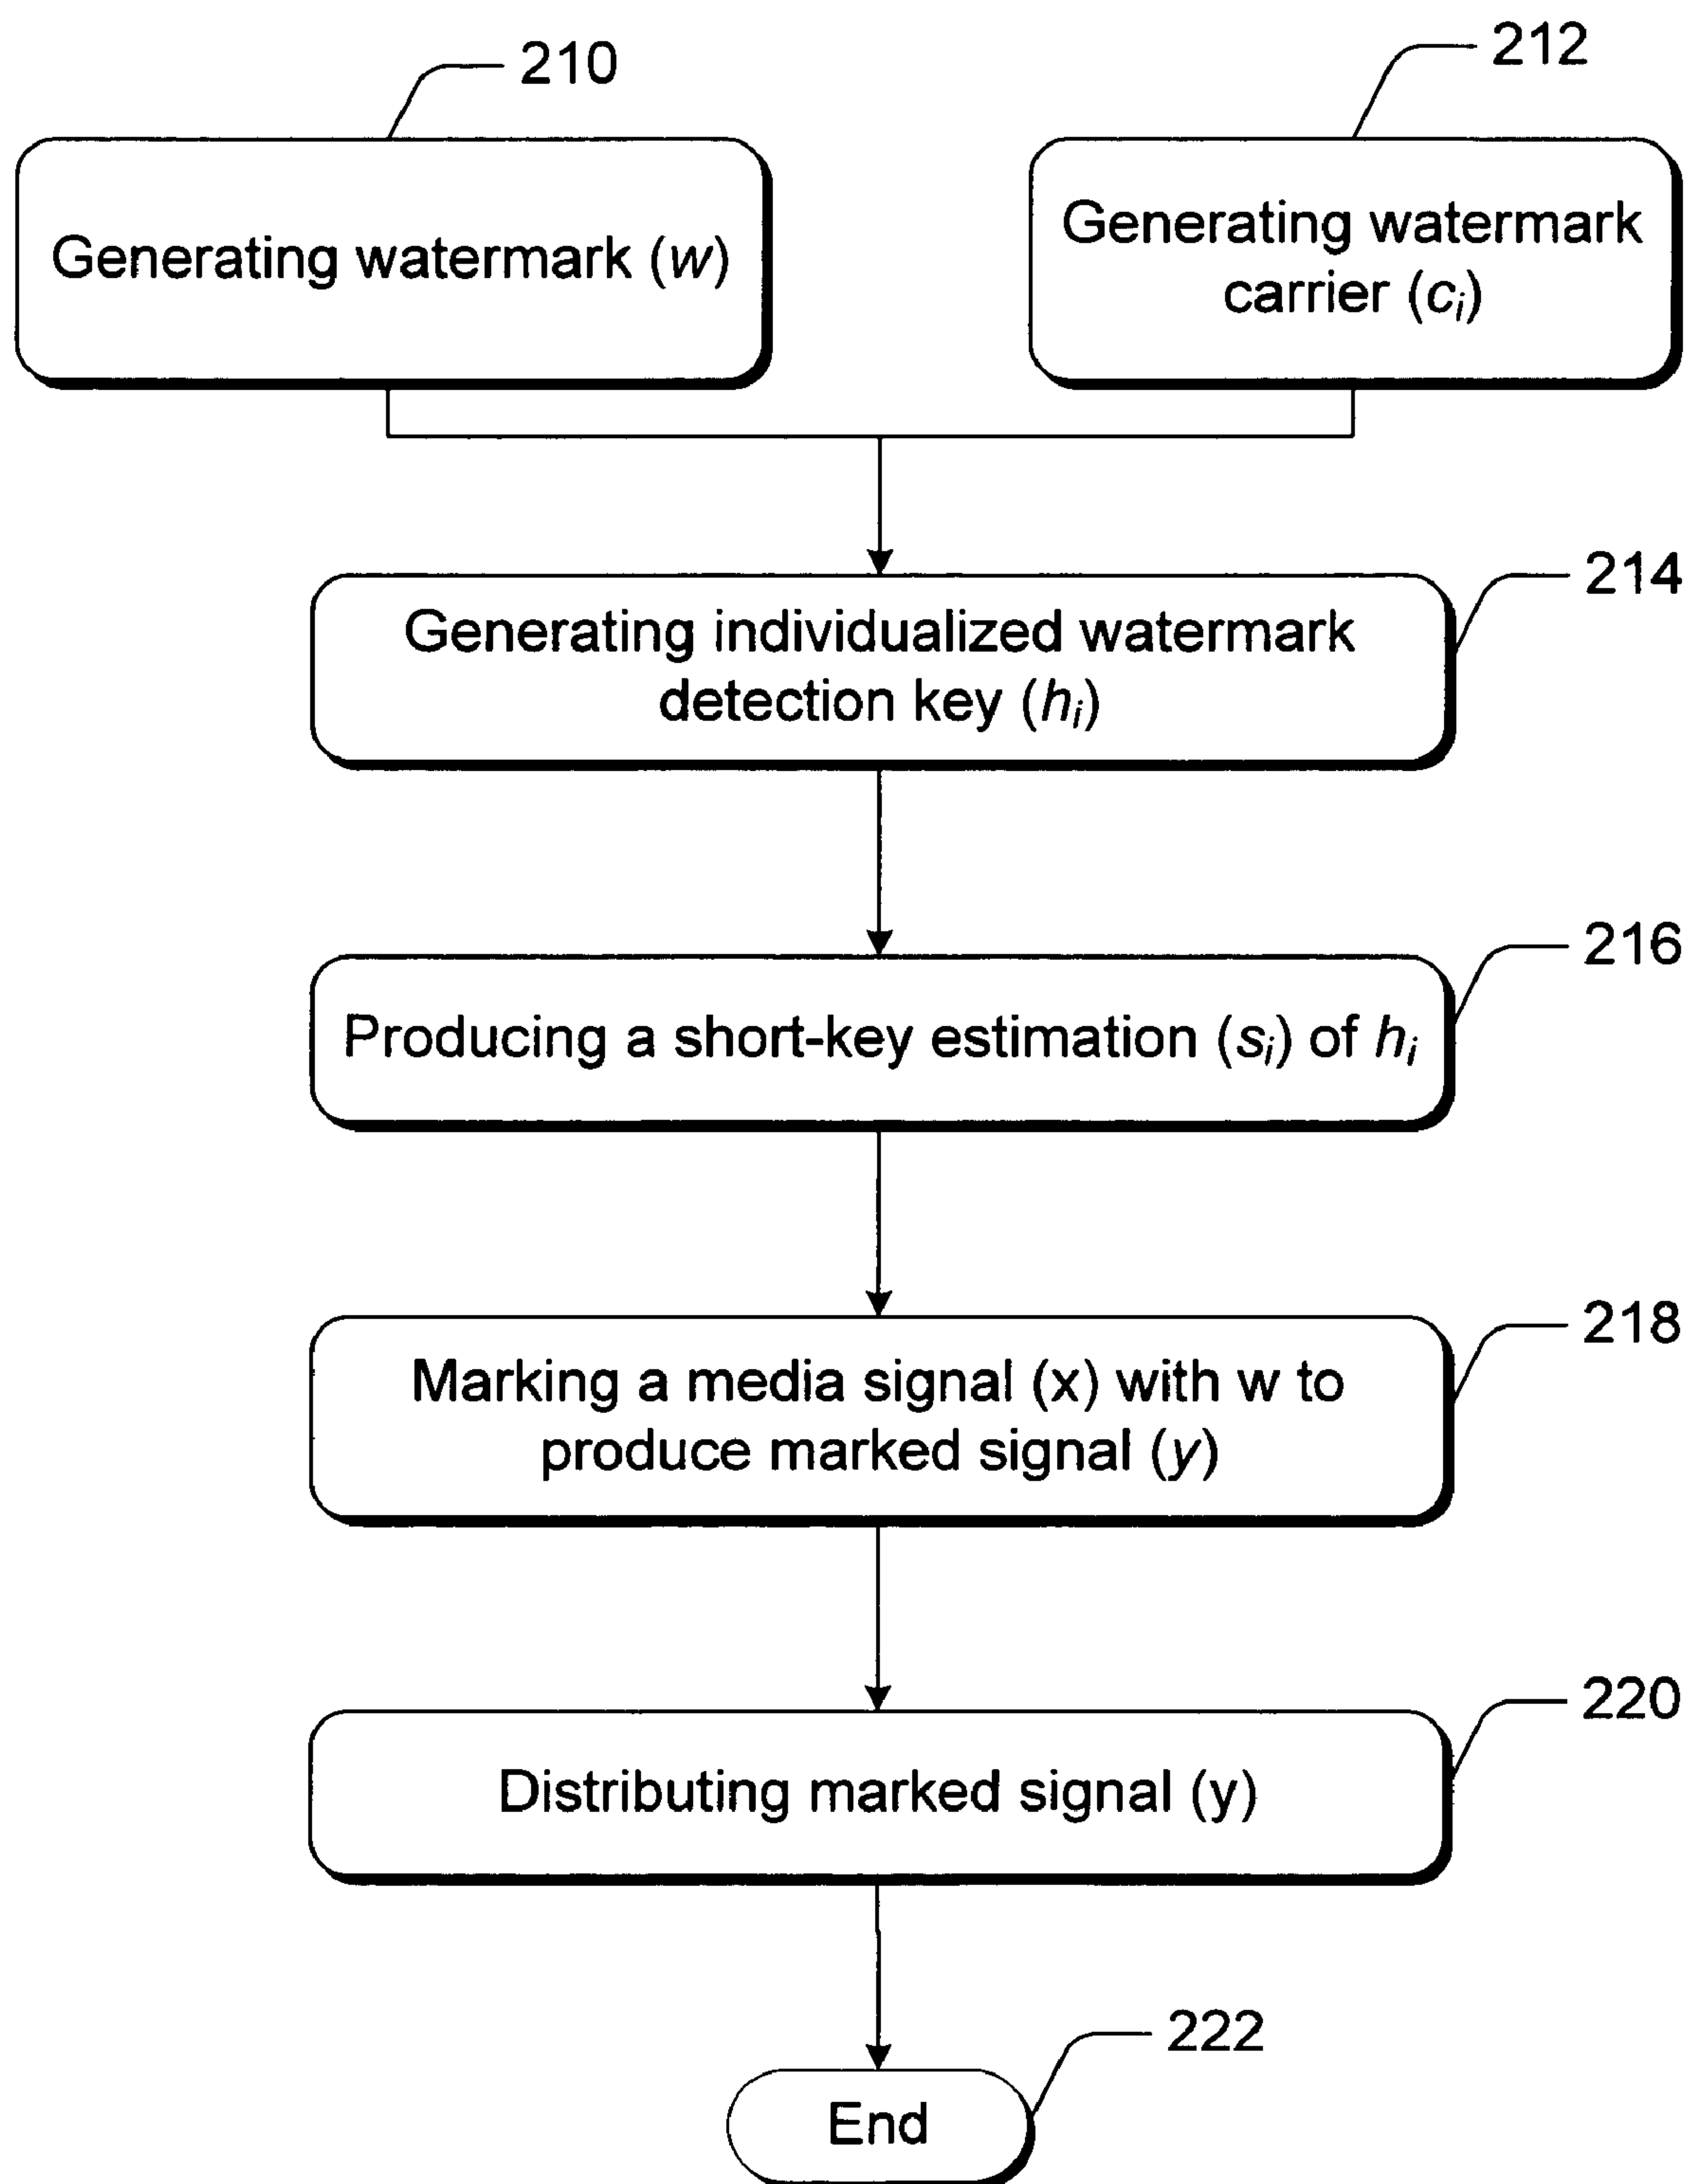 210
212
Generating watermark (w)
Generating watermark
carrier (cᵢ)
214
Generating individualized watermark
detection key (hᵢ)
216
Producing a short-key estimation (sᵢ) of hᵢ
218
Marking a media signal (x) with w to
produce marked signal (y)
220
Distributing marked signal (y)
222
End